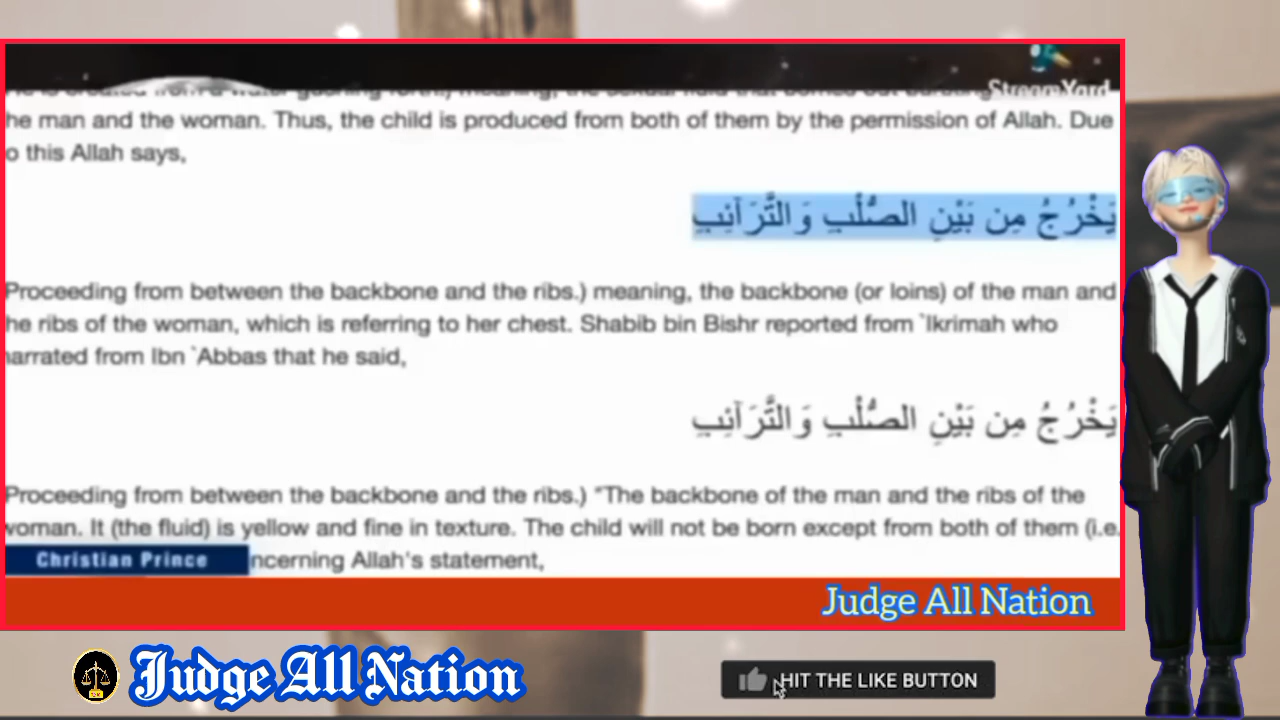 StreamYard
he man and the woman. Thus, the child is produced from both of them by the permission of Allah. Due
o this Allah says,
يَخْرُجُ مِن بَيْنِ الصُّلْبِ وَالتَّرَآئِبِ
Proceeding from between the backbone and the ribs.) meaning, the backbone (or loins) of the man and
he ribs of the woman, which is referring to her chest. Shabib bin Bishr reported from `Ikrimah who
narrated from Ibn `Abbas that he said,
يَخْرُجُ مِن بَيْنِ الصُّلْبِ وَالتَّرَآئِبِ
Proceeding from between the backbone and the ribs.) "The backbone of the man and the ribs of the
woman. It (the fluid) is yellow and fine in texture. The child will not be born except from both of them (i.e.
Christian Prince
ncerning Allah's statement,
Judge All Nation
Judge All Nation
HIT THE LIKE BUTTON